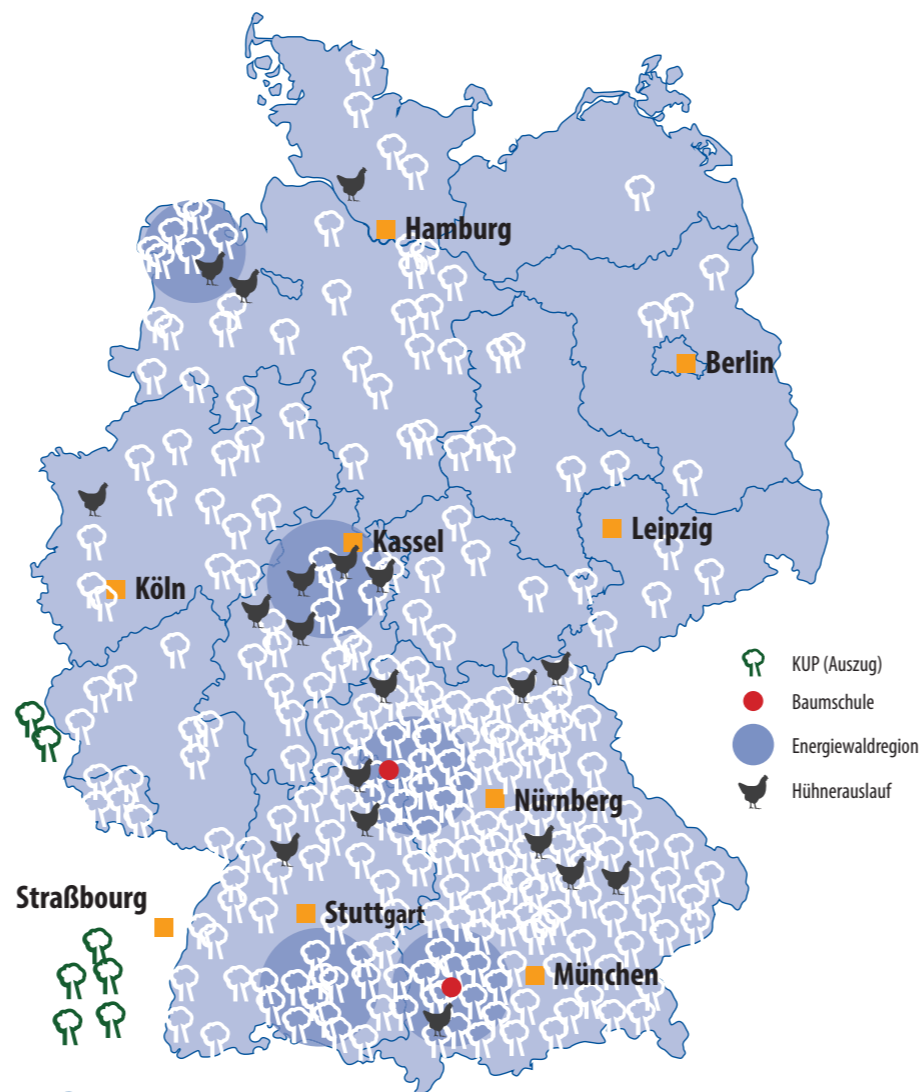 Hamburg
Berlin
Kassel
Leipzig
Köln
KUP (Auszug)
Baumschule
Energiewaldregion
Hühnerauslauf
Nürnberg
Straßbourg
Stuttgart
München